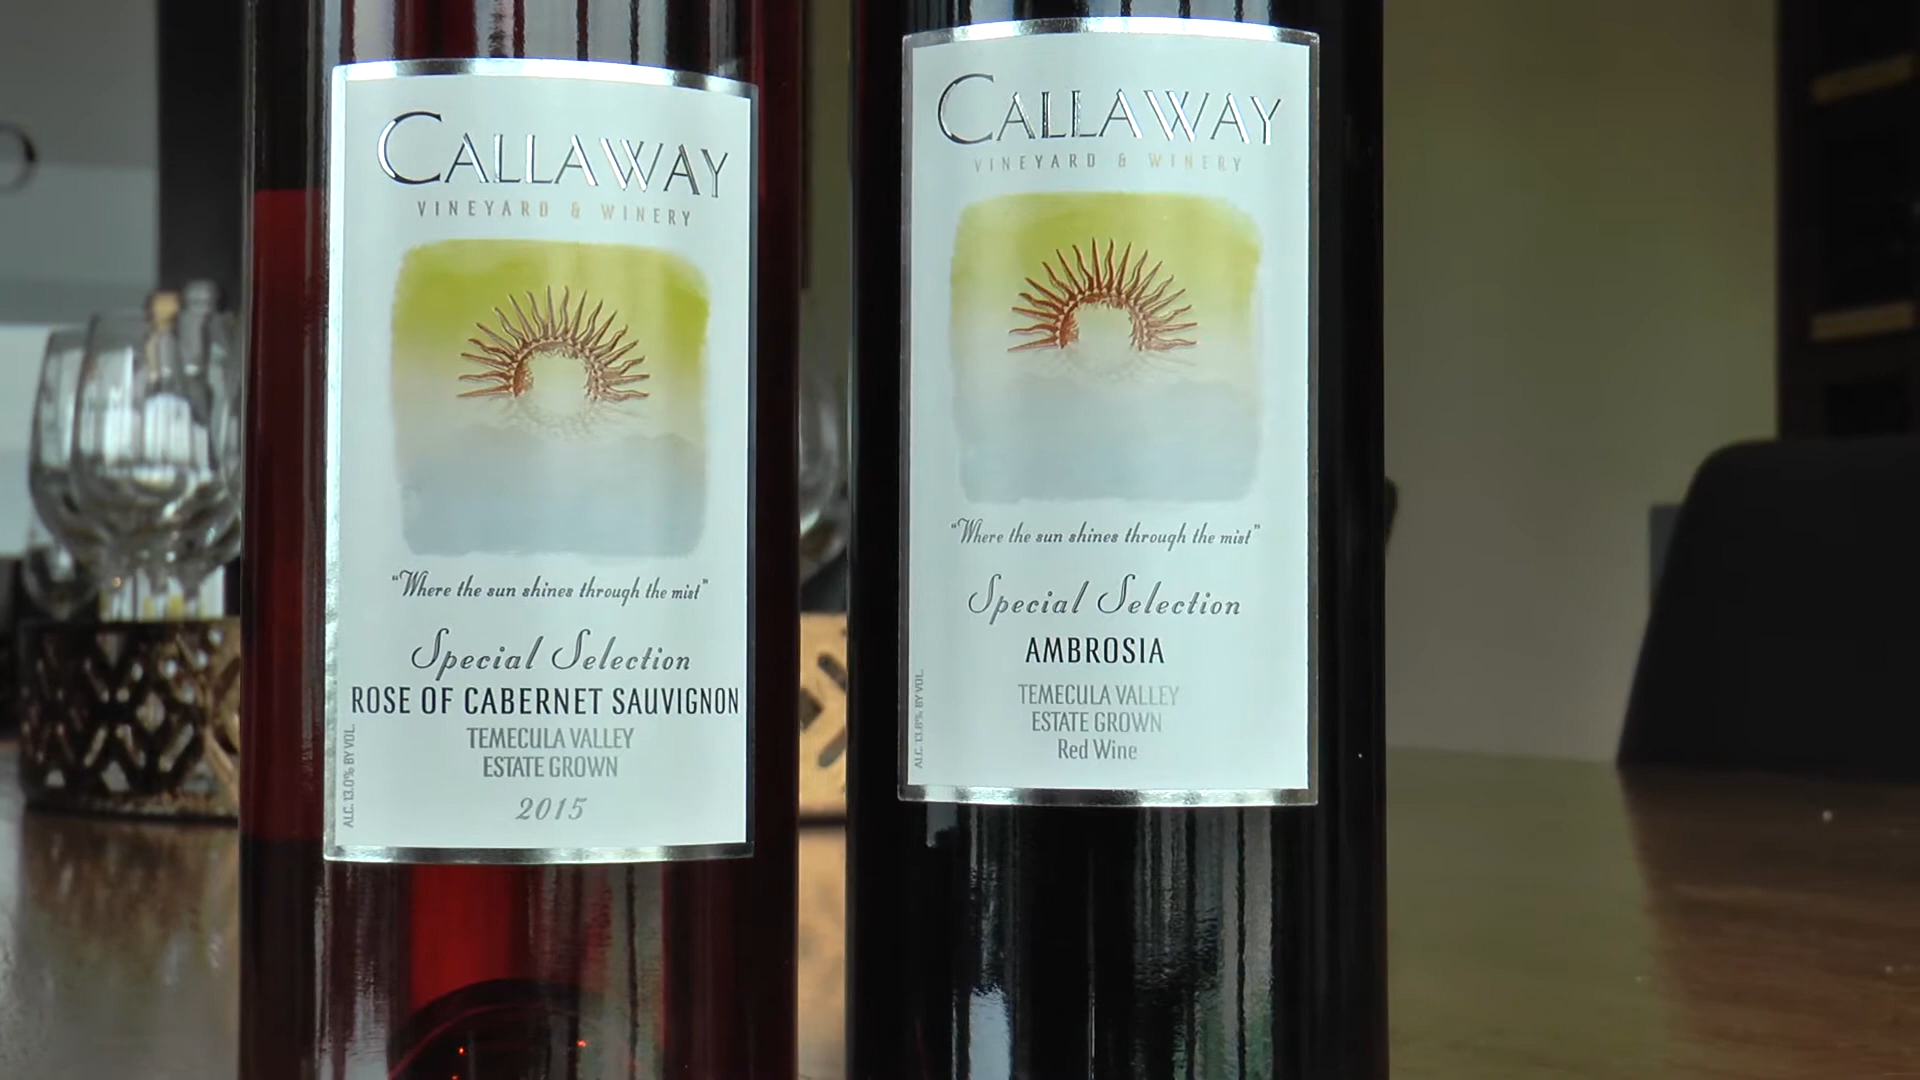 CALLAWAY
VINEYARD & WINERY
"Where the sun shines through the mist"
Special Selection
ROSE OF CABERNET SAUVIGNON
TEMECULA VALLEY
ESTATE GROWN
2015
ALC. 13.0% BY VOL.
CALLAWAY
VINEYARD & WINERY
"Where the sun shines through the mist"
Special Selection
AMBROSIA
TEMECULA VALLEY
ESTATE GROWN
Red Wine
ALC. 13.8% BY VOL.